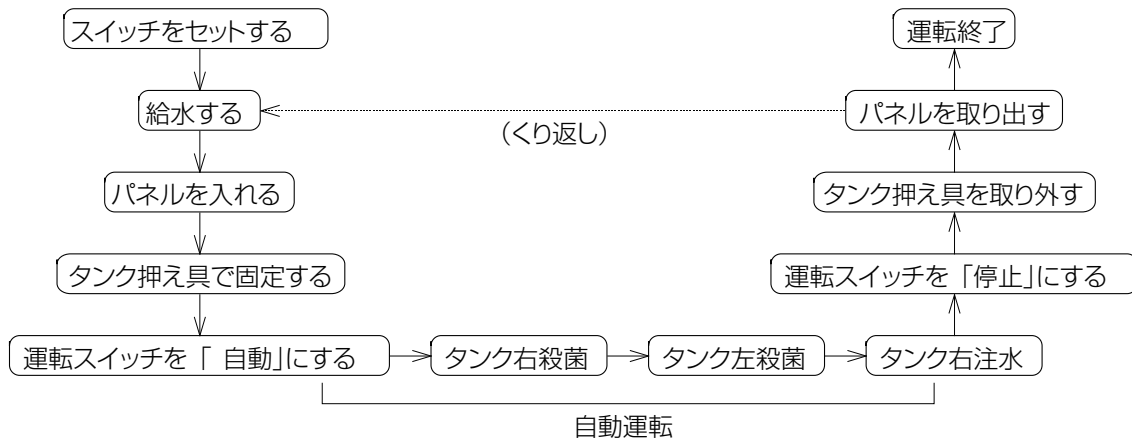 スイッチをセットする
運転終了
給水する
パネルを取り出す
(くり返し)
パネルを入れる
タンク押え具を取り外す
タンク押え具で固定する
運転スイッチを「停止」にする
運転スイッチを「 自動」にする
タンク右殺菌
タンク左殺菌
タンク右注水
自動運転